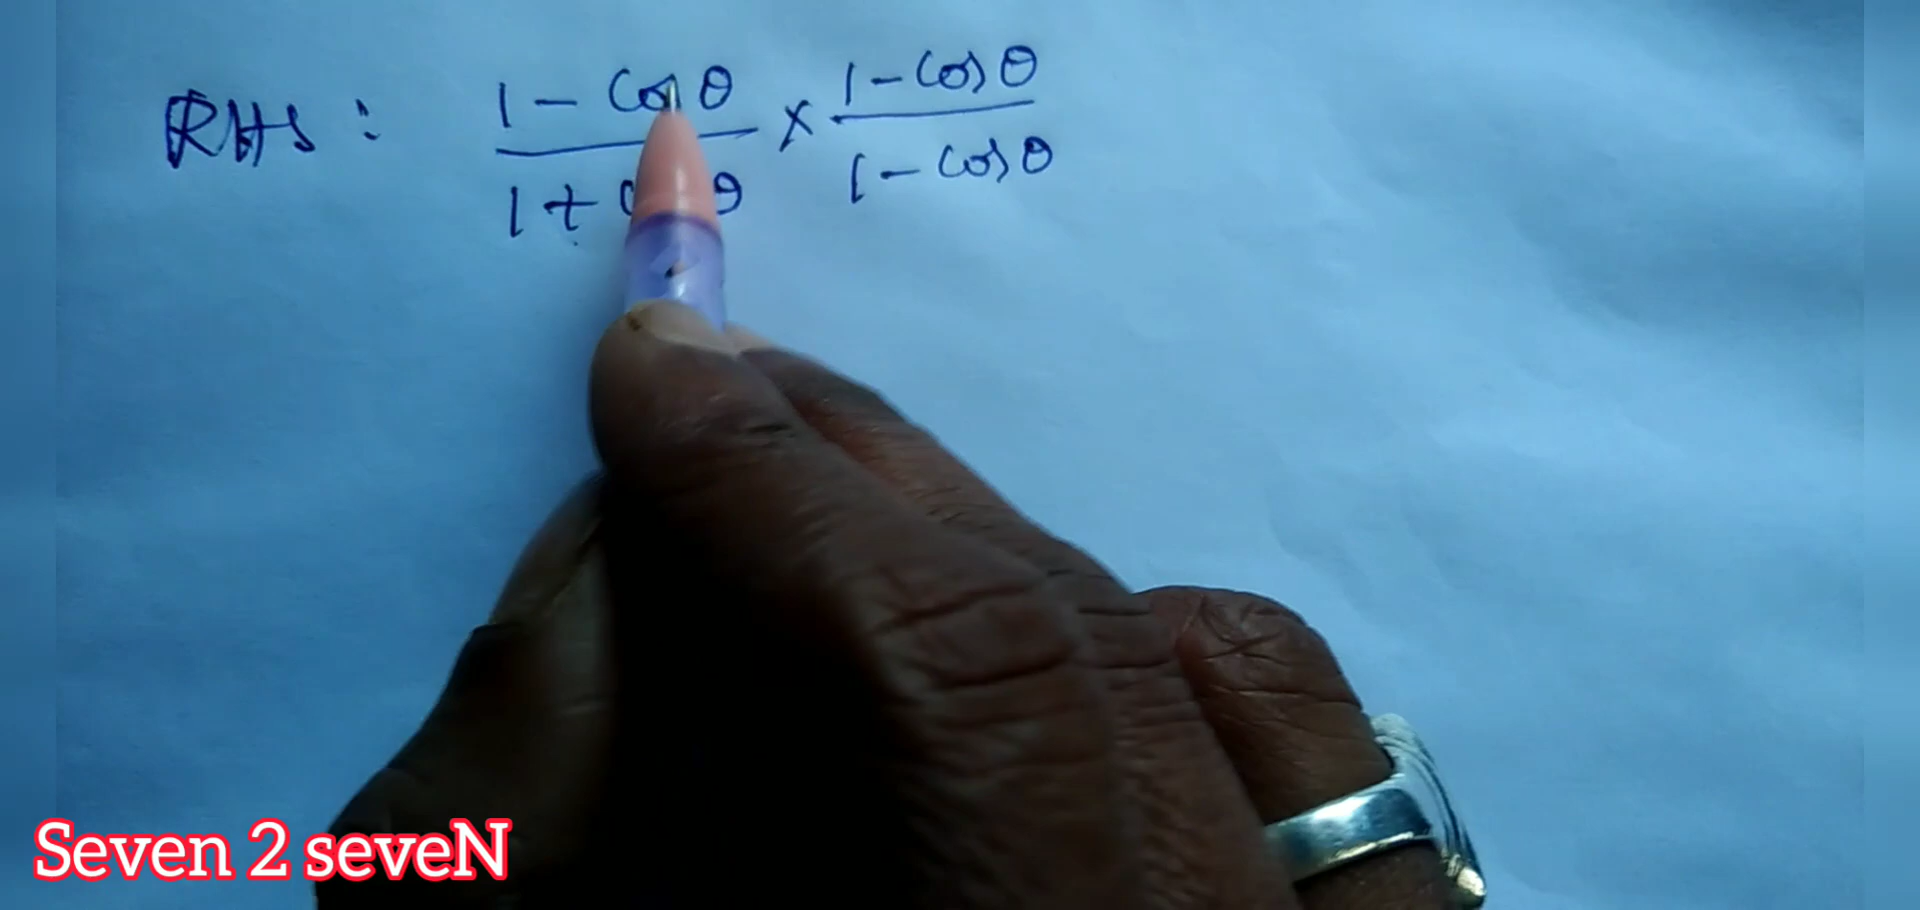 RHS : 1 - Cos θ / 1 + θ × 1 - Cos θ / 1 - Cos θ
Seven 2 seveN